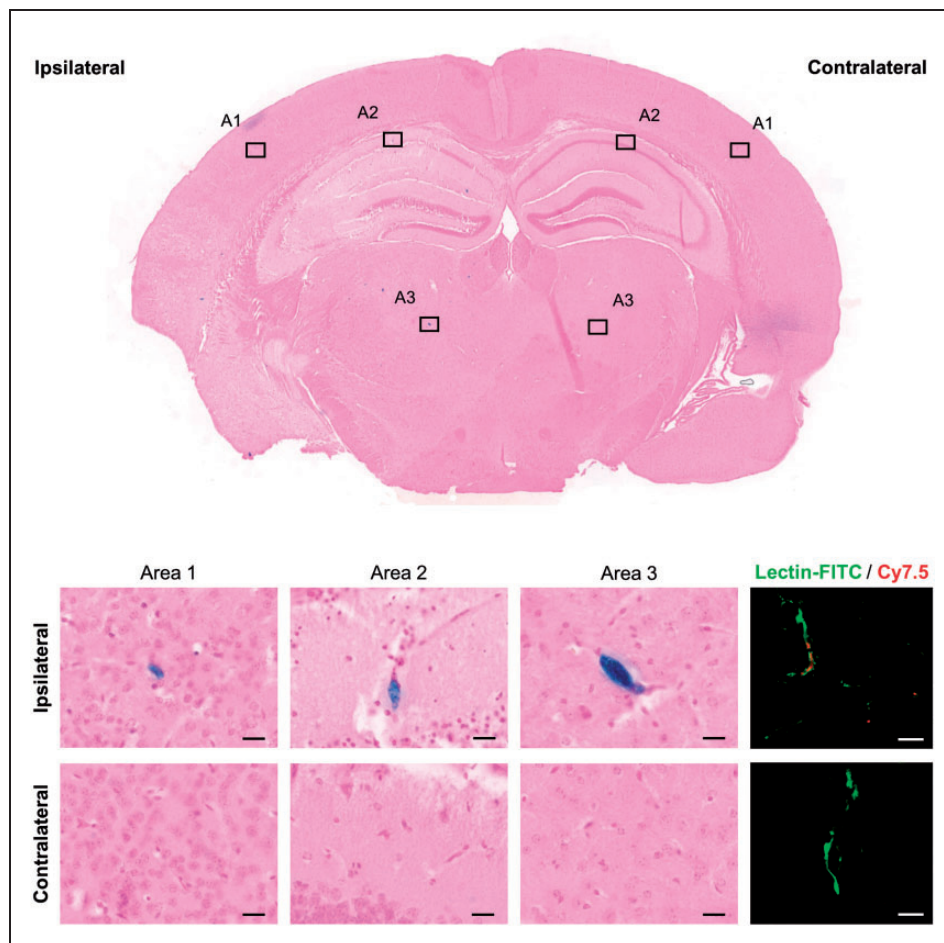 Ipsilateral
Contralateral
A1
A2
A2
A1
A3
A3
Area 1
Area 2
Area 3
Lectin-FITC / Cy7.5
Ipsilateral
Contralateral